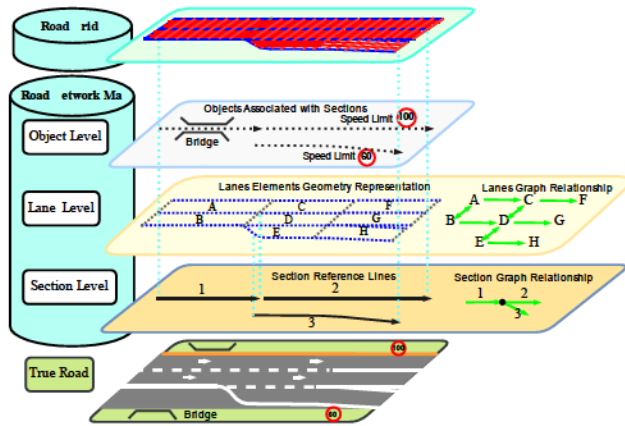 Road rid
Road etwork Ma
Objects Associated with Sections
Object Level
Speed Limit 100
Bridge
Speed Limit 60
Lanes Elements Geometry Representation
Lanes Graph Relationship
A C F
A C F
Lane Level
B D G
B D G
E H
E H
Section Reference Lines
Section Graph Relationship
Section Level
1 2
1 2
3
3
True Road
100
Bridge
60